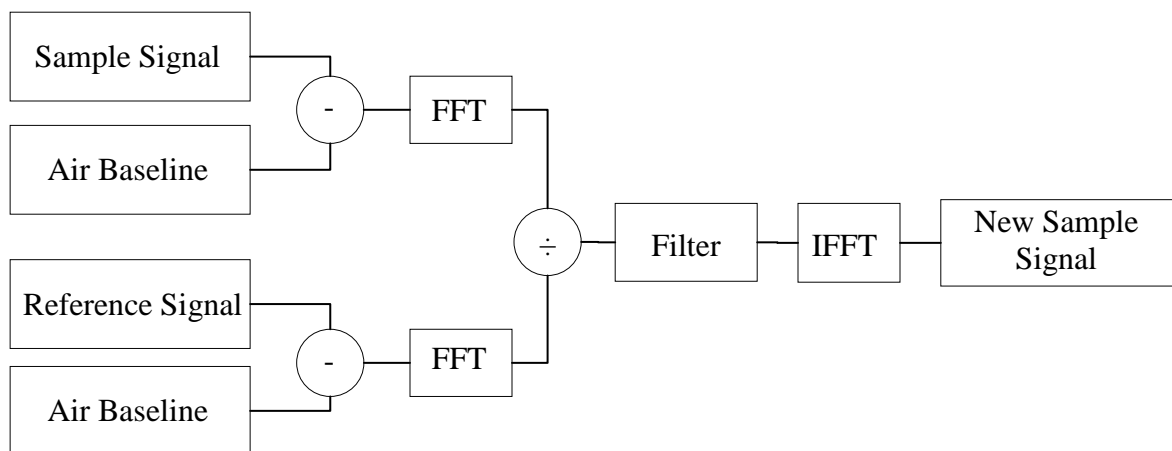 Sample Signal
-
FFT
Air Baseline
÷
Filter
IFFT
New Sample
Signal
Reference Signal
-
FFT
Air Baseline